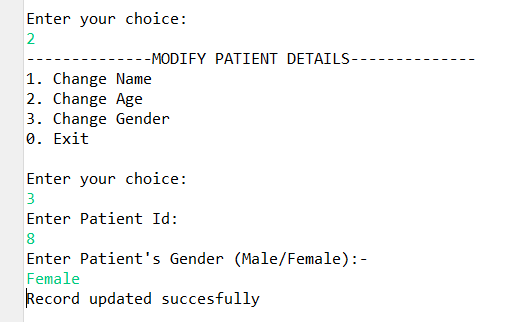 Enter your choice:
2
--------------MODIFY PATIENT DETAILS--------------
1. Change Name
2. Change Age
3. Change Gender
0. Exit
Enter your choice:
3
Enter Patient Id:
8
Enter Patient's Gender (Male/Female):-
Female
Record updated succesfully